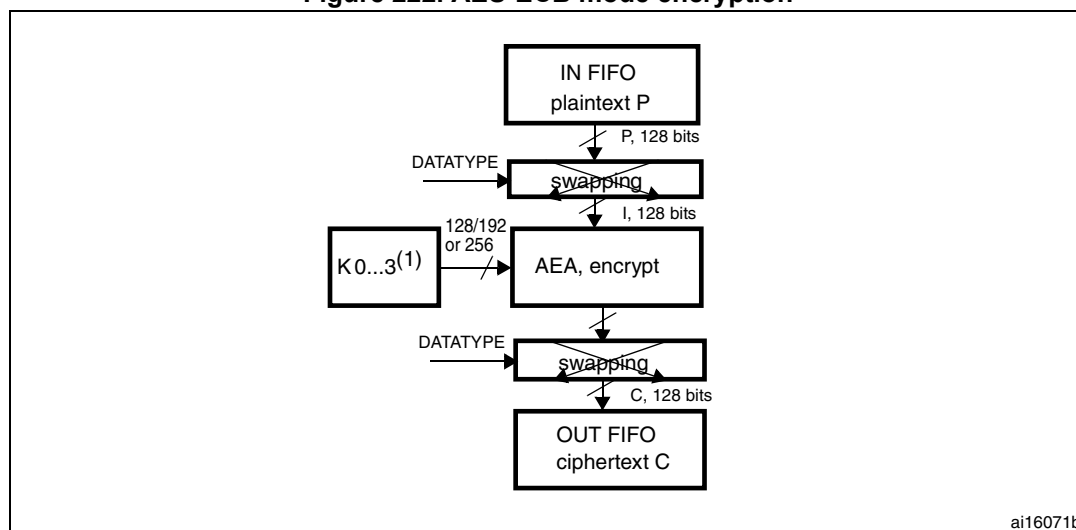 Figure 222. AES-ECB mode encryption
IN FIFO
plaintext P
P, 128 bits
DATATYPE
swapping
I, 128 bits
128/192
or 256
K 0...3(1)
AEA, encrypt
DATATYPE
swapping
C, 128 bits
OUT FIFO
ciphertext C
ai16071b